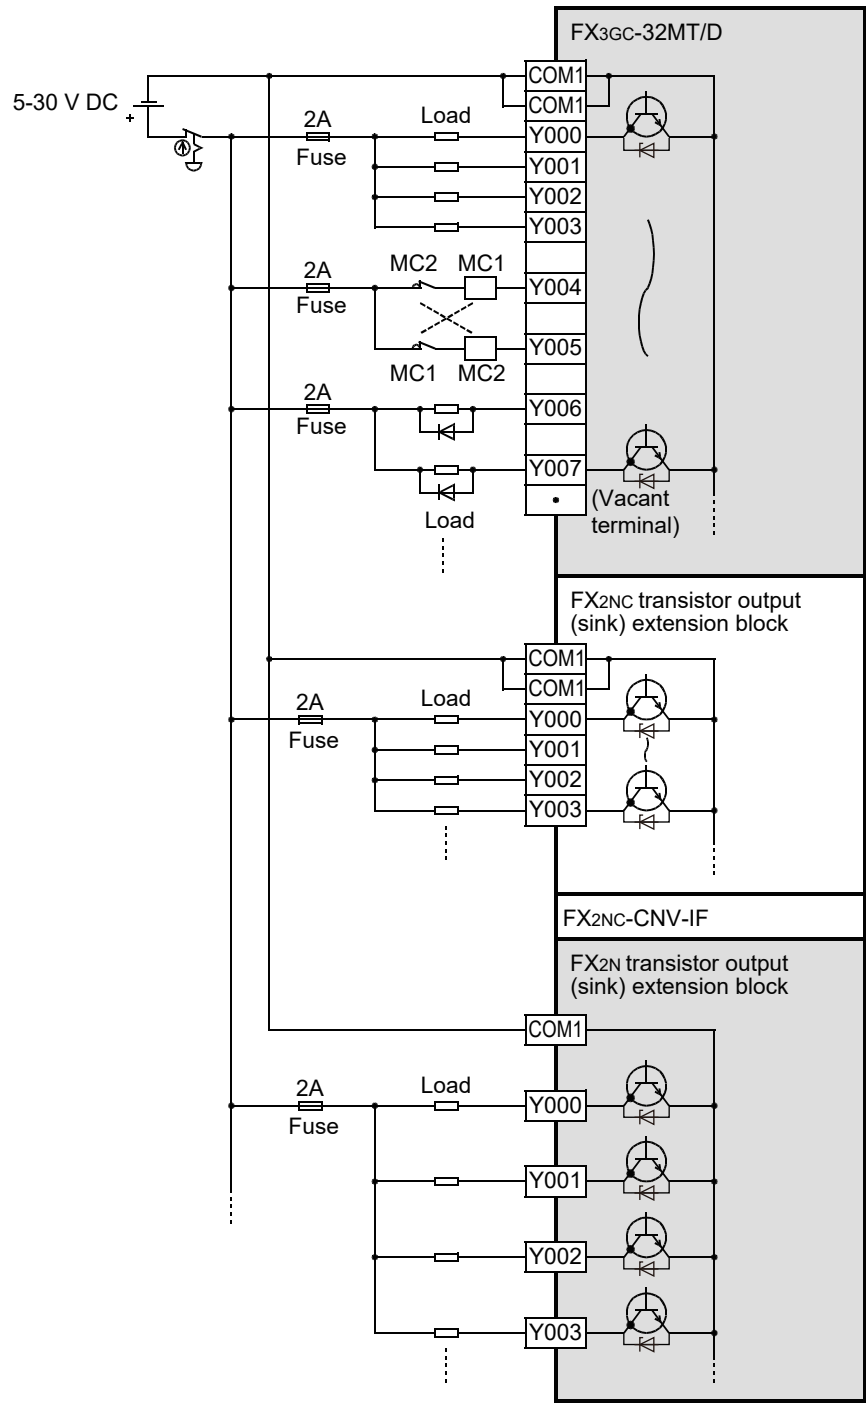 FX3GC-32MT/D
COM1
5-30 V DC
+
COM1
2A
Load
Fuse
Y000
Y001
Y002
Y003
2A
MC2 MC1
Fuse
Y004
Y005
MC1 MC2
2A
Fuse
Y006
Y007
(Vacant
terminal)
Load
FX2NC transistor output
(sink) extension block
COM1
COM1
2A
Load
Fuse
Y000
Y001
Y002
Y003
FX2NC-CNV-IF
FX2N transistor output
(sink) extension block
COM1
2A
Load
Fuse
Y000
Y001
Y002
Y003